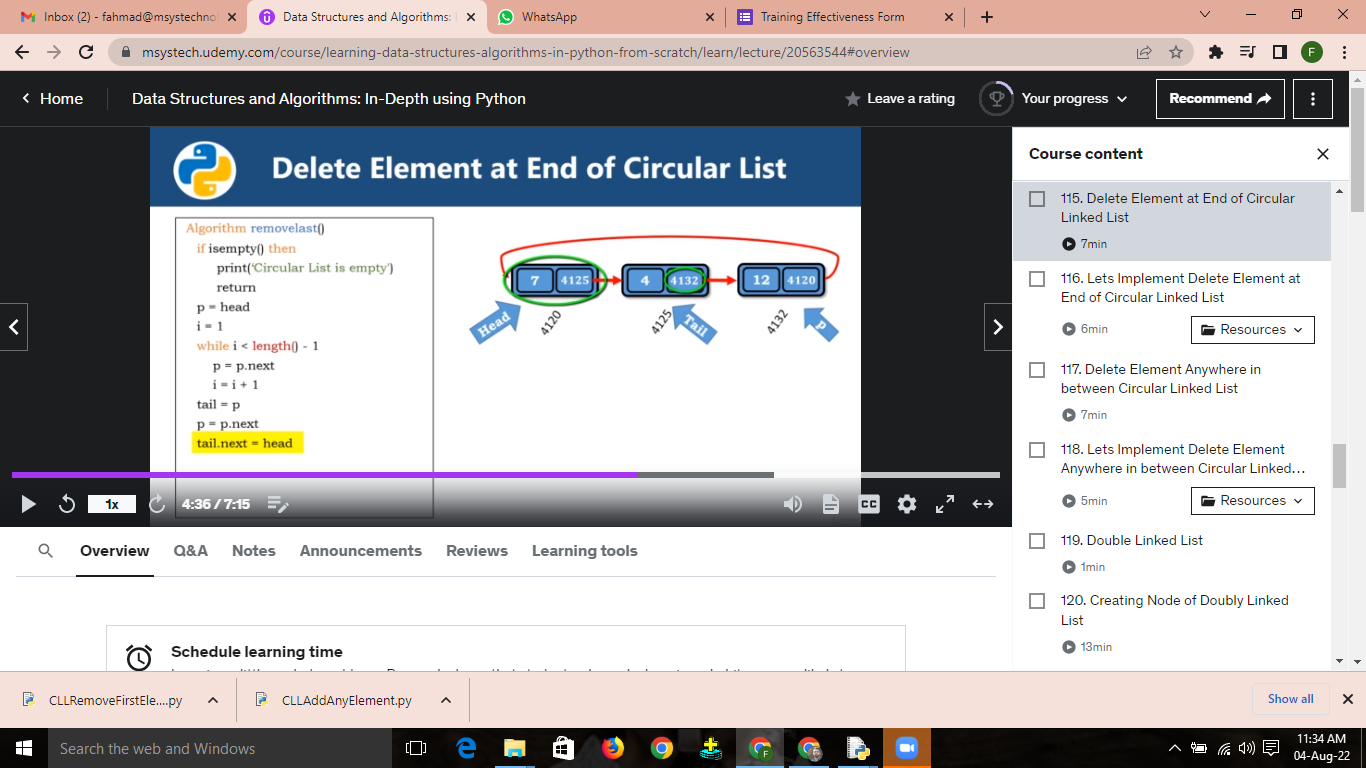 Inbox (2) - fahmad@msystechno
Data Structures and Algorithms:
WhatsApp
Training Effectiveness Form
msystech.udemy.com/course/learning-data-structures-algorithms-in-python-from-scratch/learn/lecture/20563544#overview
F
Home
Data Structures and Algorithms: In-Depth using Python
Leave a rating
Your progress
Recommend
Delete Element at End of Circular List
Algorithm removelast()
if isempty() then
print('Circular List is empty')
return
p = head
i = 1
while i < length() - 1
p = p.next
i = i + 1
tail = p
p = p.next
tail.next = head
7 4125
4 4132
12 4120
Head
4120
4125
Tail
4132
p
1x
4:36 / 7:15
CC
Course content
115. Delete Element at End of Circular
Linked List
7min
116. Lets Implement Delete Element at
End of Circular Linked List
6min
Resources
117. Delete Element Anywhere in
between Circular Linked List
7min
118. Lets Implement Delete Element
Anywhere in between Circular Linked...
5min
Resources
119. Double Linked List
1min
120. Creating Node of Doubly Linked
List
13min
Overview
Q&A
Notes
Announcements
Reviews
Learning tools
Schedule learning time
CLLRemoveFirstEle....py
CLLAddAnyElement.py
Show all
Search the web and Windows
11:34 AM
04-Aug-22